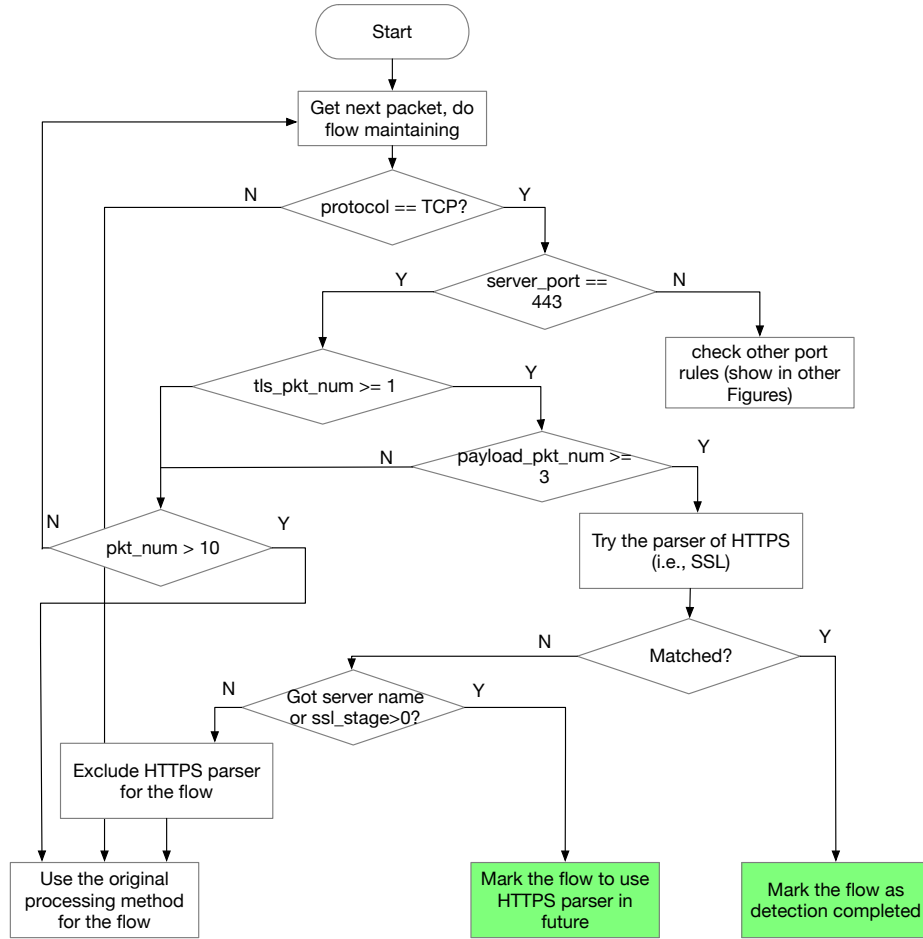 Start
Get next packet, do
flow maintaining
N
Y
protocol == TCP?
Y
server_port ==
443
N
check other port
rules (show in other
Figures)
tls_pkt_num >= 1
Y
N
payload_pkt_num >=
3
Y
N
pkt_num > 10
Y
Try the parser of HTTPS
(i.e., SSL)
N
Matched?
Y
N
Got server name
or ssl_stage>0?
Y
Exclude HTTPS parser
for the flow
Use the original
processing method
for the flow
Mark the flow to use
HTTPS parser in
future
Mark the flow as
detection completed